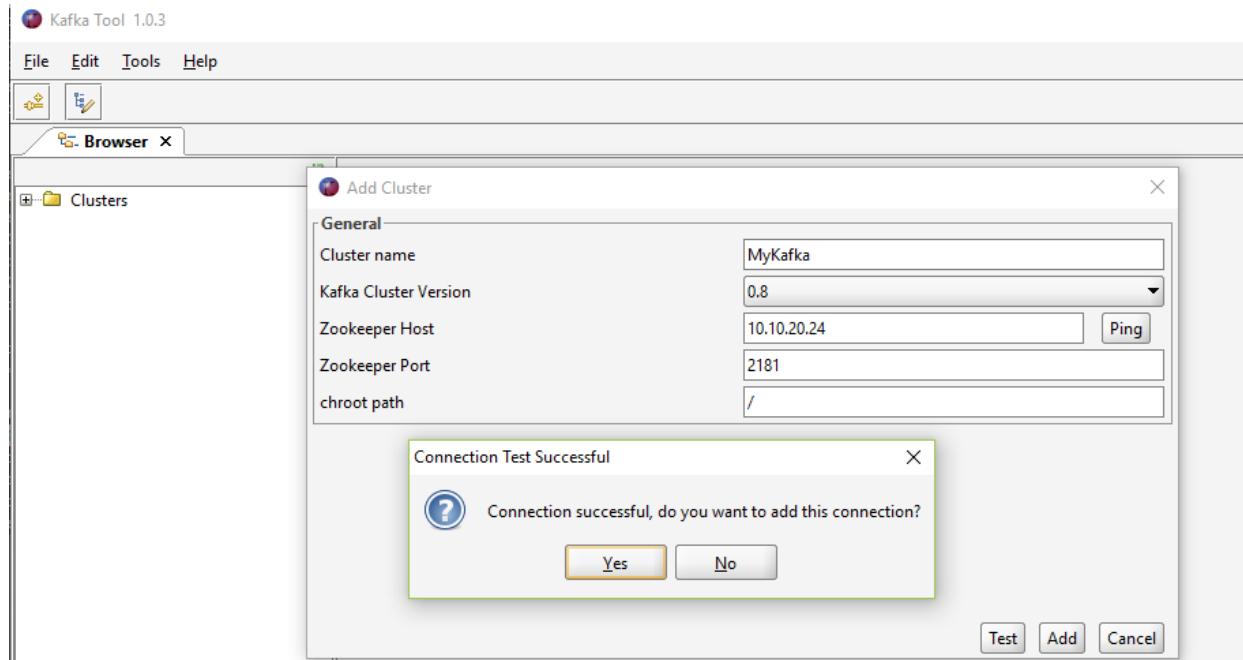 Kafka Tool 1.0.3
File Edit Tools Help
Browser X
Clusters
Add Cluster
General
Cluster name MyKafka
Kafka Cluster Version 0.8
Zookeeper Host 10.10.20.24 Ping
Zookeeper Port 2181
chroot path /
Connection Test Successful
Connection successful, do you want to add this connection?
Yes No
Test Add Cancel